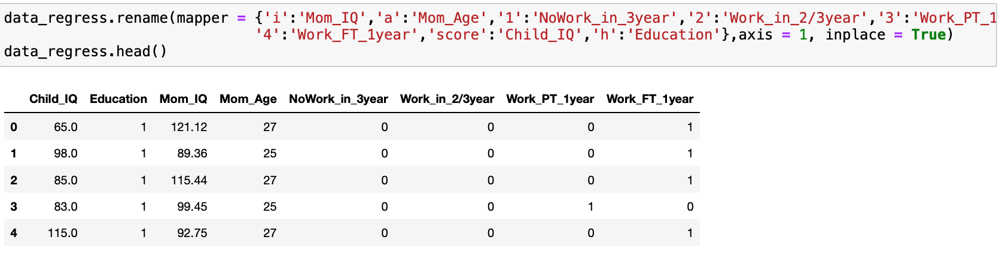 data_regress.rename(mapper = {'i':'Mom_IQ','a':'Mom_Age','1':'NoWork_in_3year','2':'Work_in_2/3year','3':'Work_PT_1
'4':'Work_FT_1year','score':'Child_IQ','h':'Education'},axis = 1, inplace = True)
data_regress.head()
Child_IQ Education Mom_IQ Mom_Age NoWork_in_3year Work_in_2/3year Work_PT_1year Work_FT_1year
0 65.0 1 121.12 27 0 0 0 1
1 98.0 1 89.36 25 0 0 0 1
2 85.0 1 115.44 27 0 0 0 1
3 83.0 1 99.45 25 0 0 1 0
4 115.0 1 92.75 27 0 0 0 1